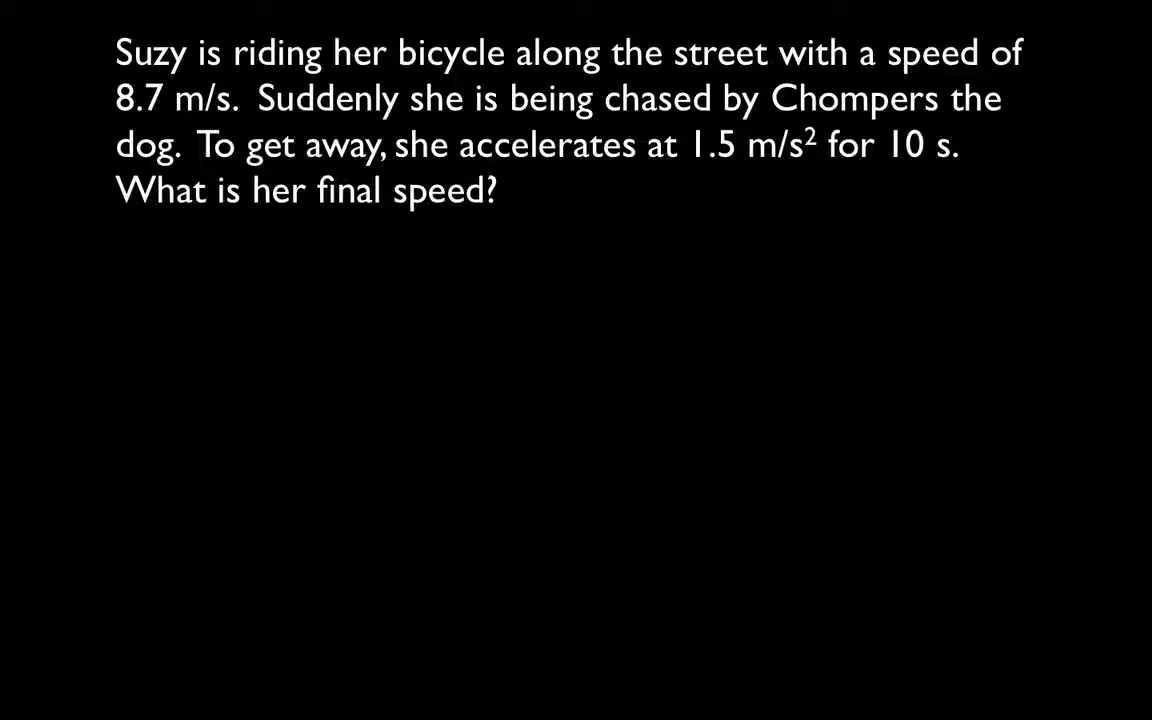 Suzy is riding her bicycle along the street with a speed of
8.7 m/s.  Suddenly she is being chased by Chompers the
dog.  To get away, she accelerates at 1.5 m/s² for 10 s.
What is her final speed?